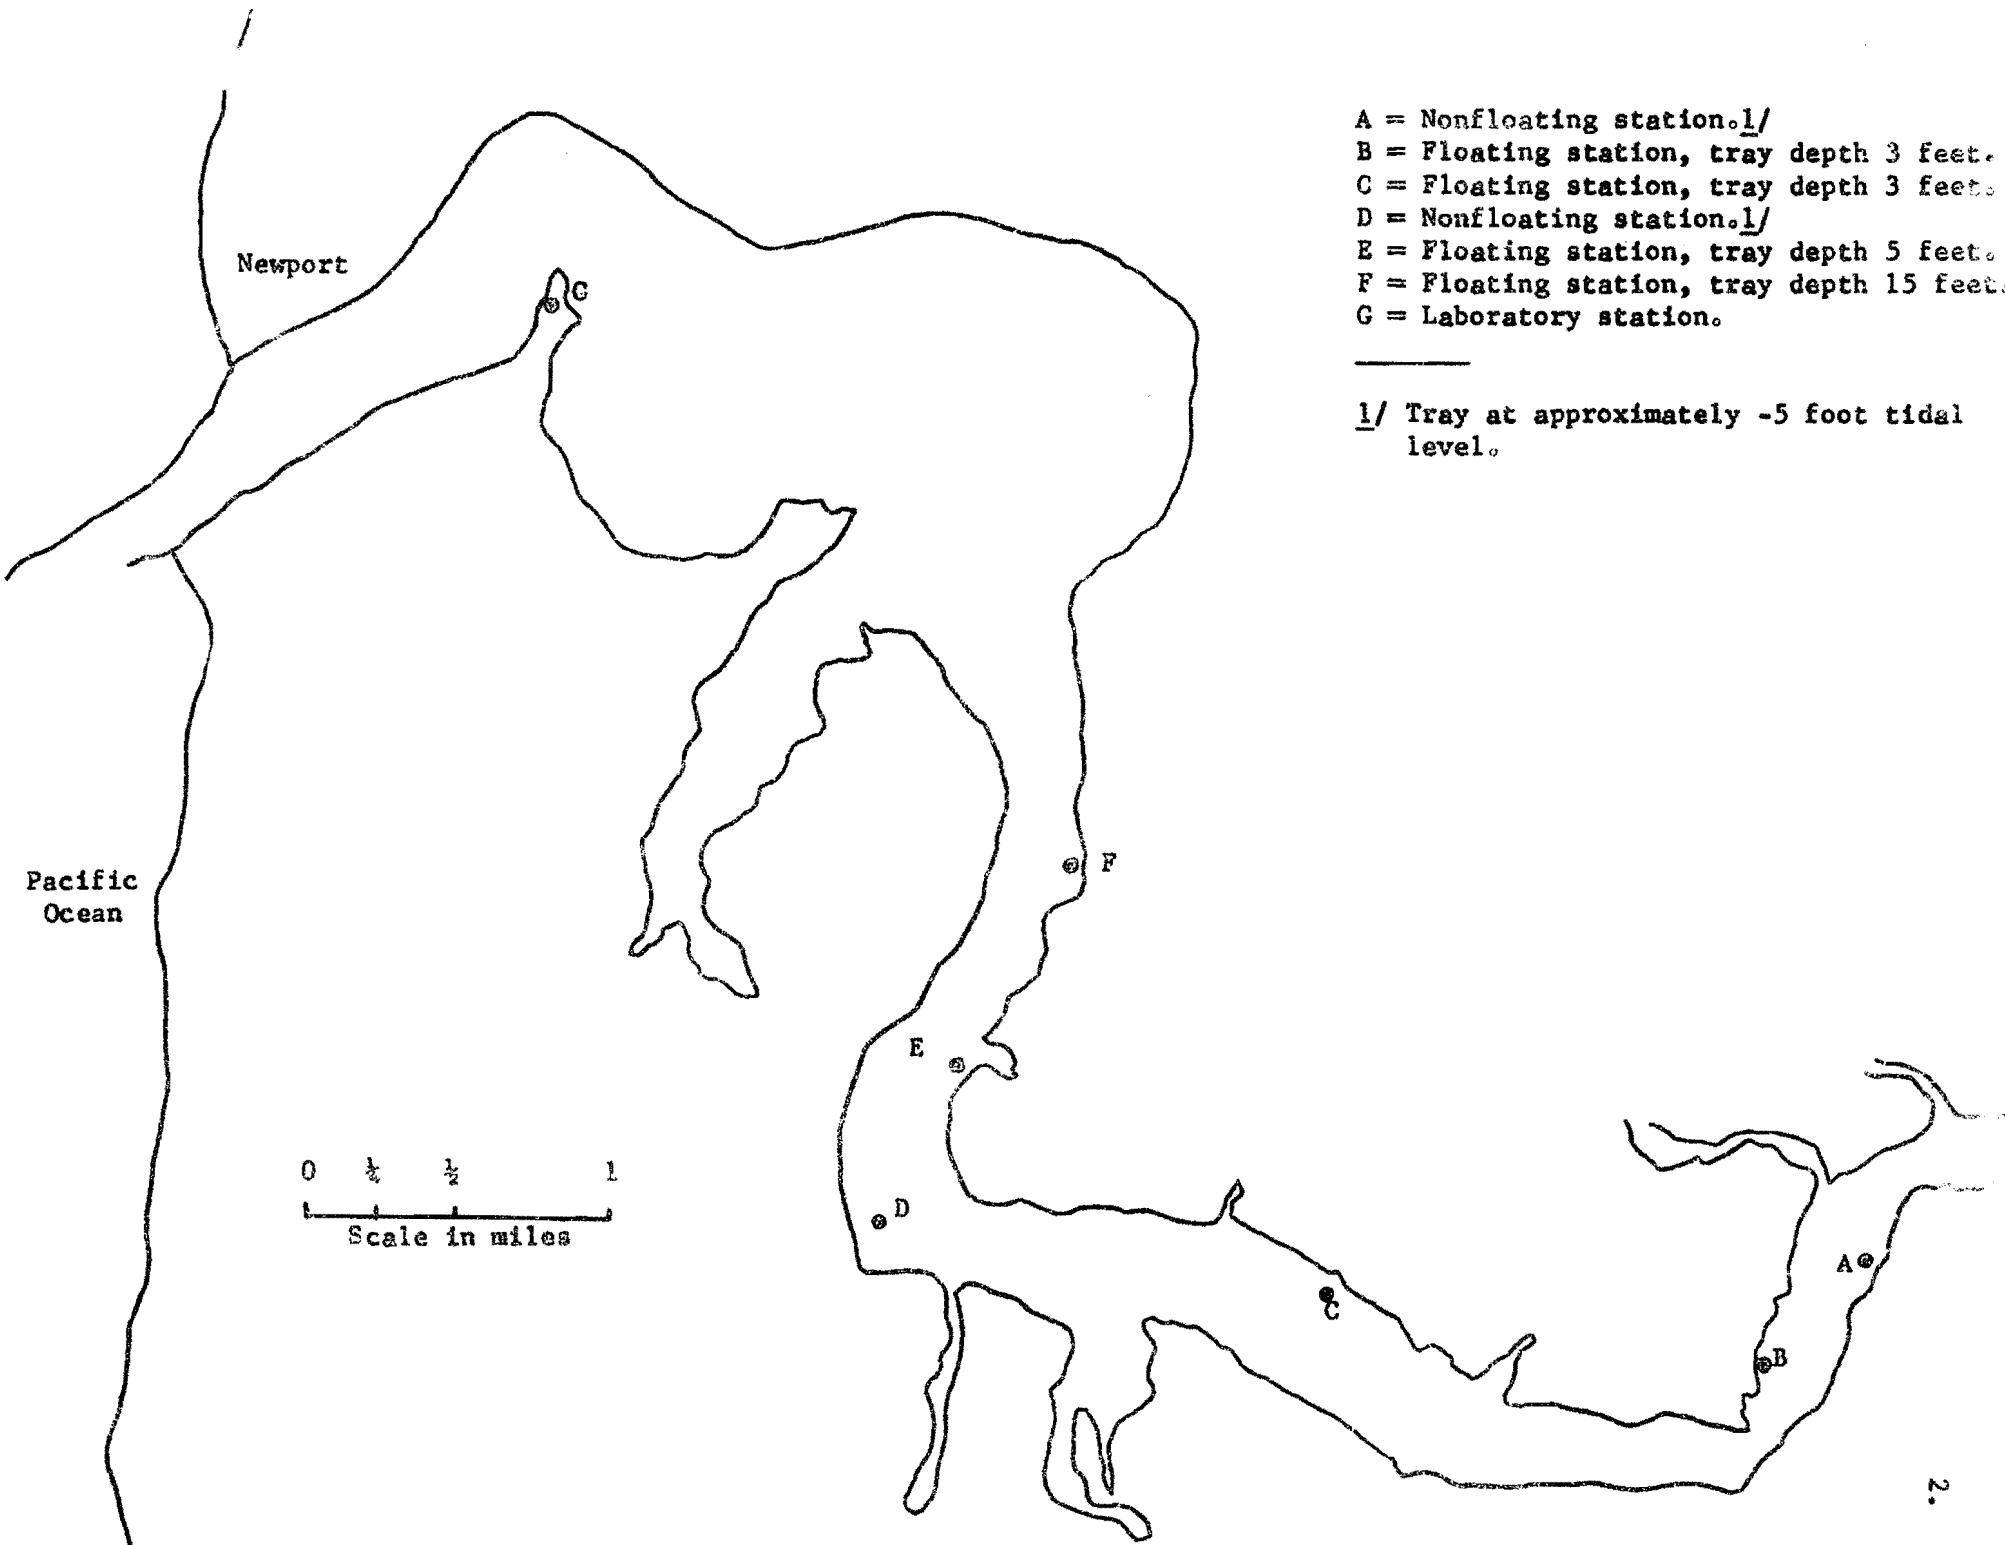 A = Nonfloating station.1/
B = Floating station, tray depth 3 feet.
C = Floating station, tray depth 3 feet.
D = Nonfloating station.1/
E = Floating station, tray depth 5 feet.
F = Floating station, tray depth 15 feet.
G = Laboratory station.
1/ Tray at approximately -5 foot tidal
level.
Newport
G
F
Pacific
Ocean
E
0 ¼ ½ 1
Scale in miles
D
A
C
B
2.